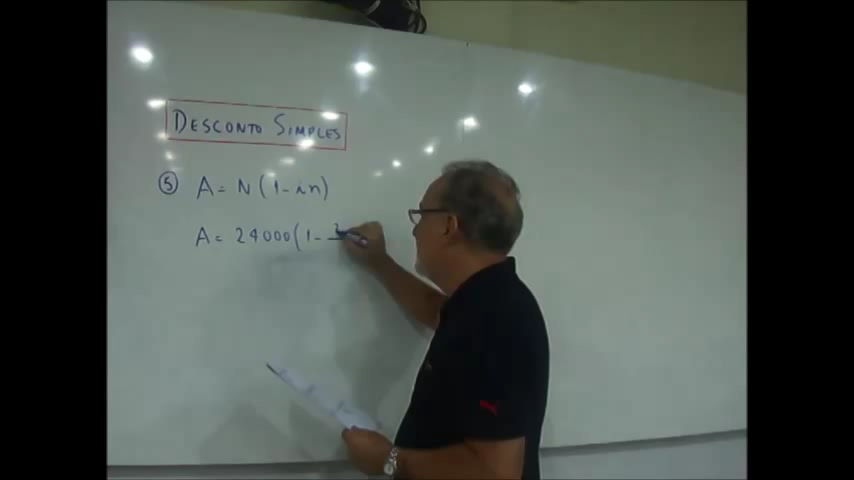 DESCONTO SIMPLES
⑤ A = N (1 - in)
A = 24000 (1 -